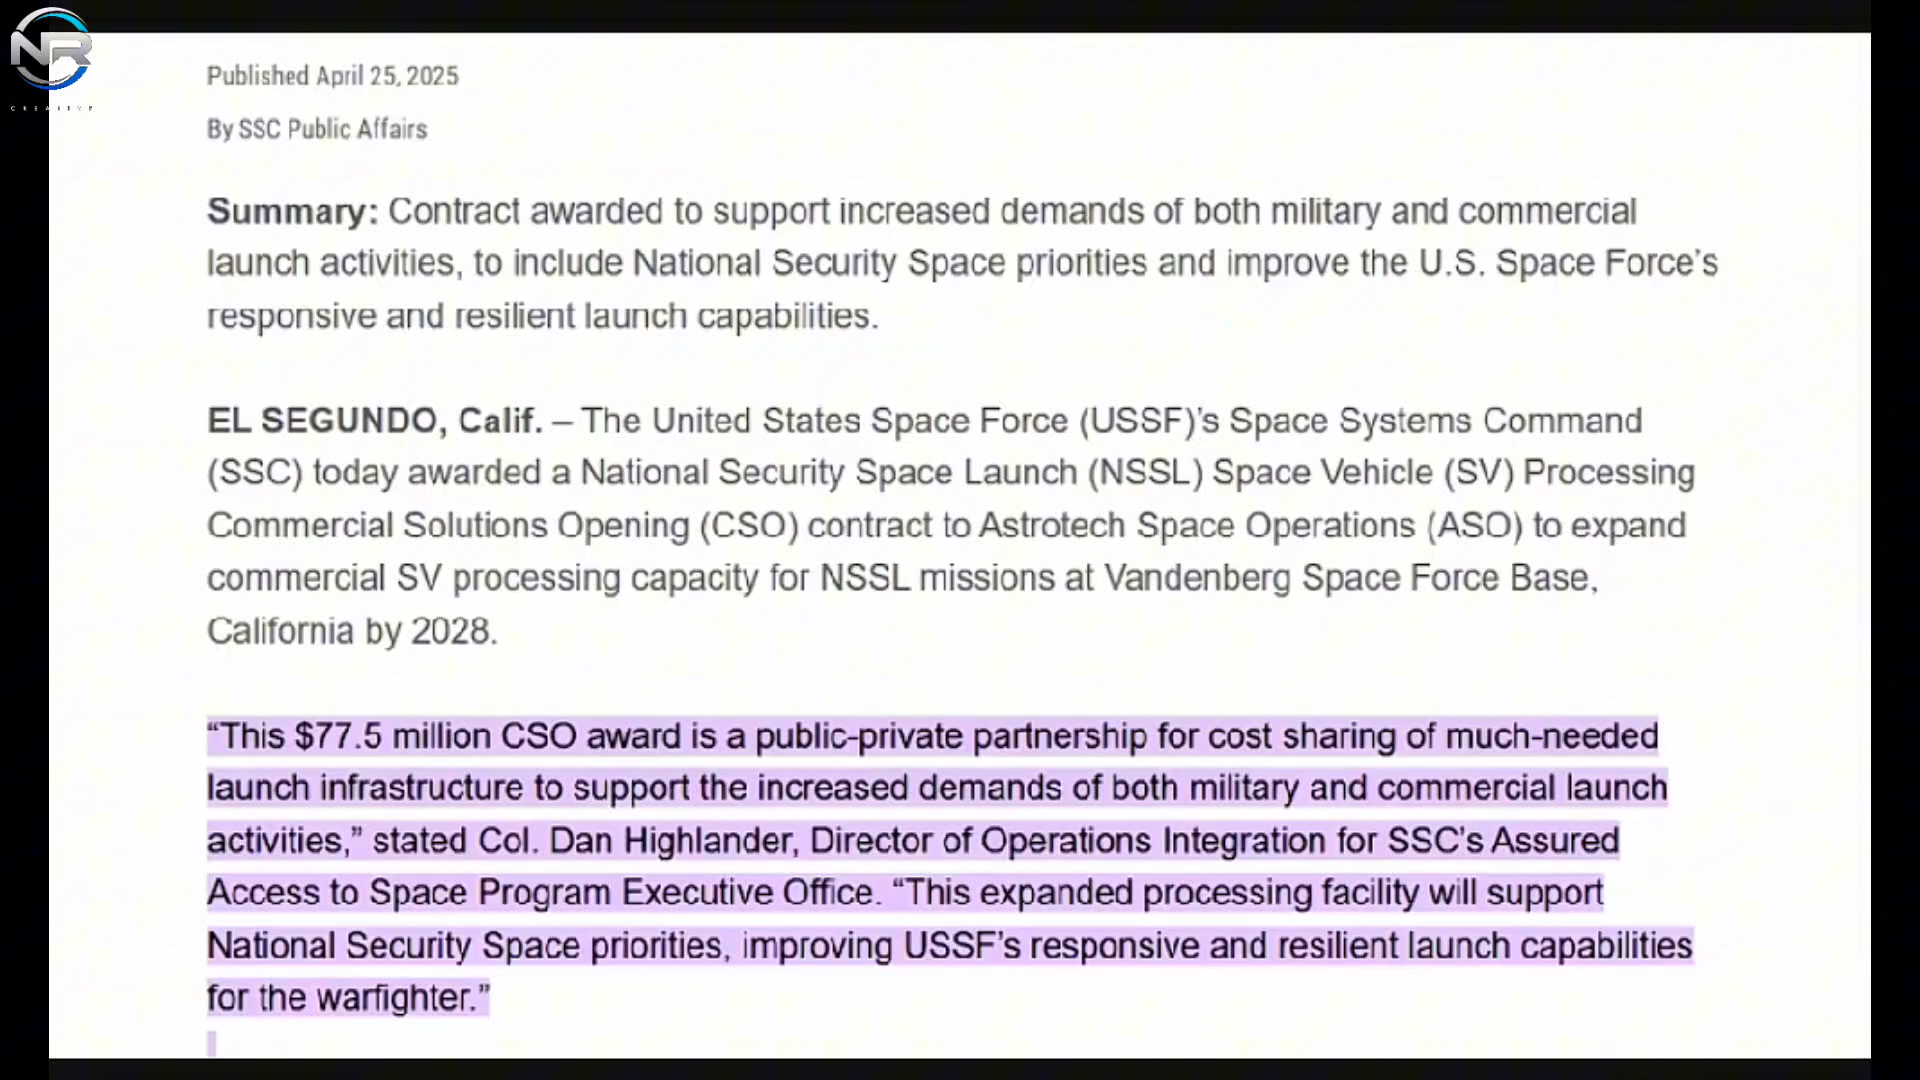 NR
CREATIVE
Published April 25, 2025
By SSC Public Affairs
Summary: Contract awarded to support increased demands of both military and commercial
launch activities, to include National Security Space priorities and improve the U.S. Space Force’s
responsive and resilient launch capabilities.
EL SEGUNDO, Calif. – The United States Space Force (USSF)’s Space Systems Command
(SSC) today awarded a National Security Space Launch (NSSL) Space Vehicle (SV) Processing
Commercial Solutions Opening (CSO) contract to Astrotech Space Operations (ASO) to expand
commercial SV processing capacity for NSSL missions at Vandenberg Space Force Base,
California by 2028.
“This $77.5 million CSO award is a public-private partnership for cost sharing of much-needed
launch infrastructure to support the increased demands of both military and commercial launch
activities,” stated Col. Dan Highlander, Director of Operations Integration for SSC’s Assured
Access to Space Program Executive Office. “This expanded processing facility will support
National Security Space priorities, improving USSF’s responsive and resilient launch capabilities
for the warfighter.”